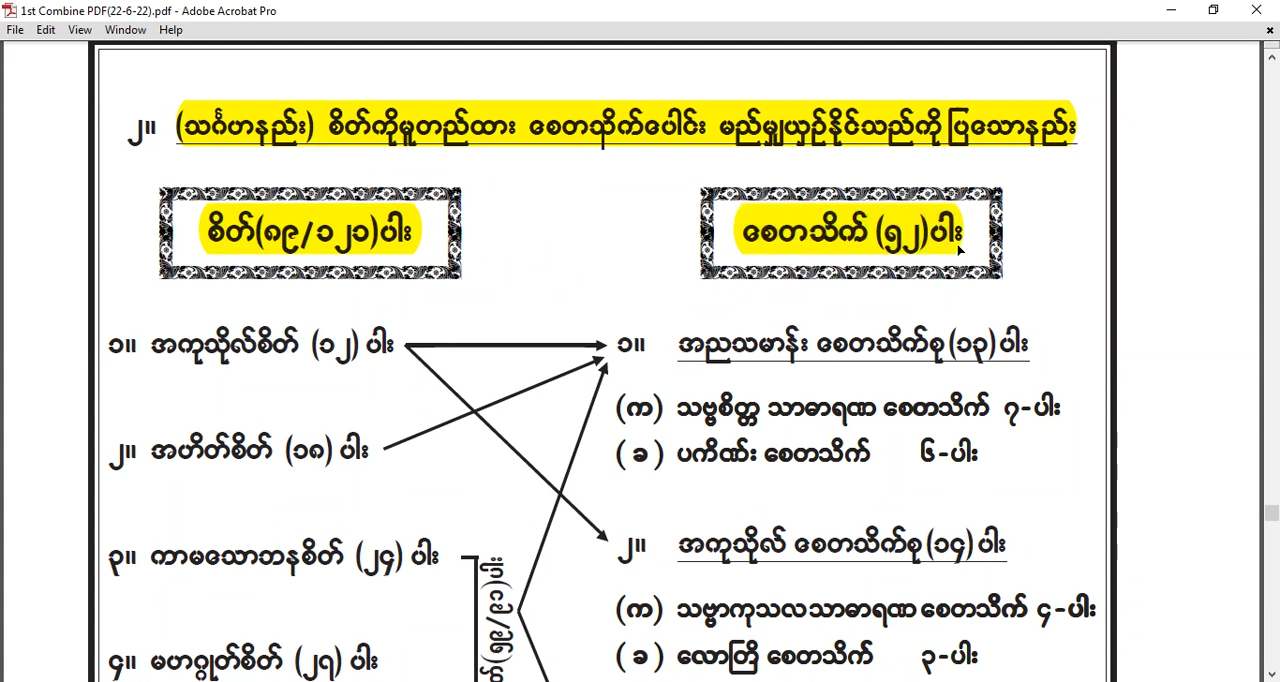 1st Combine PDF(22-6-22).pdf - Adobe Acrobat Pro
File Edit View Window Help
၂။ (သင်္ဂဟနည်း) စိတ်ကိုမူတည်ထား စေတသိက်ပေါင်း မည်မျှယှဉ်နိုင်သည်ကို ပြသောနည်း
စိတ်(၈၉/၁၂၁)ပါး
စေတသိက် (၅၂)ပါး
၁။ အကုသိုလ်စိတ် (၁၂) ပါး
၁။ အညသမာန်း စေတသိက်စု (၁၃) ပါး
(က) သဗ္ဗစိတ္တ သာဓာရဏ စေတသိက် ၇-ပါး
၂။ အဟိတ်စိတ် (၁၈) ပါး
(ခ) ပကိဏ်း စေတသိက် ၆-ပါး
၃။ ကာမသောဘနစိတ် (၂၄) ပါး
၂။ အကုသိုလ် စေတသိက်စု (၁၄) ပါး
(က) သဗ္ဗာကုသလသာဓာရဏ စေတသိက် ၄-ပါး
၄။ မဟဂ္ဂုတ်စိတ် (၂၇) ပါး
(ခ) လောတြိ စေတသိက် ၃-ပါး
(၅၉/၉၁)ပါး